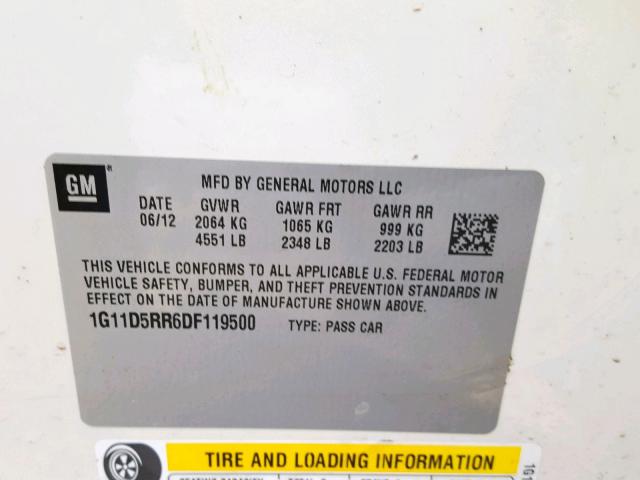 GM
MFD BY GENERAL MOTORS LLC
DATE GVWR GAWR FRT GAWR RR
06/12 2064 KG 1065 KG 999 KG
4551 LB 2348 LB 2203 LB
THIS VEHICLE CONFORMS TO ALL APPLICABLE U.S. FEDERAL MOTOR
VEHICLE SAFETY, BUMPER, AND THEFT PREVENTION STANDARDS IN
EFFECT ON THE DATE OF MANUFACTURE SHOWN ABOVE.
1G11D5RR6DF119500 TYPE: PASS CAR
TIRE AND LOADING INFORMATION